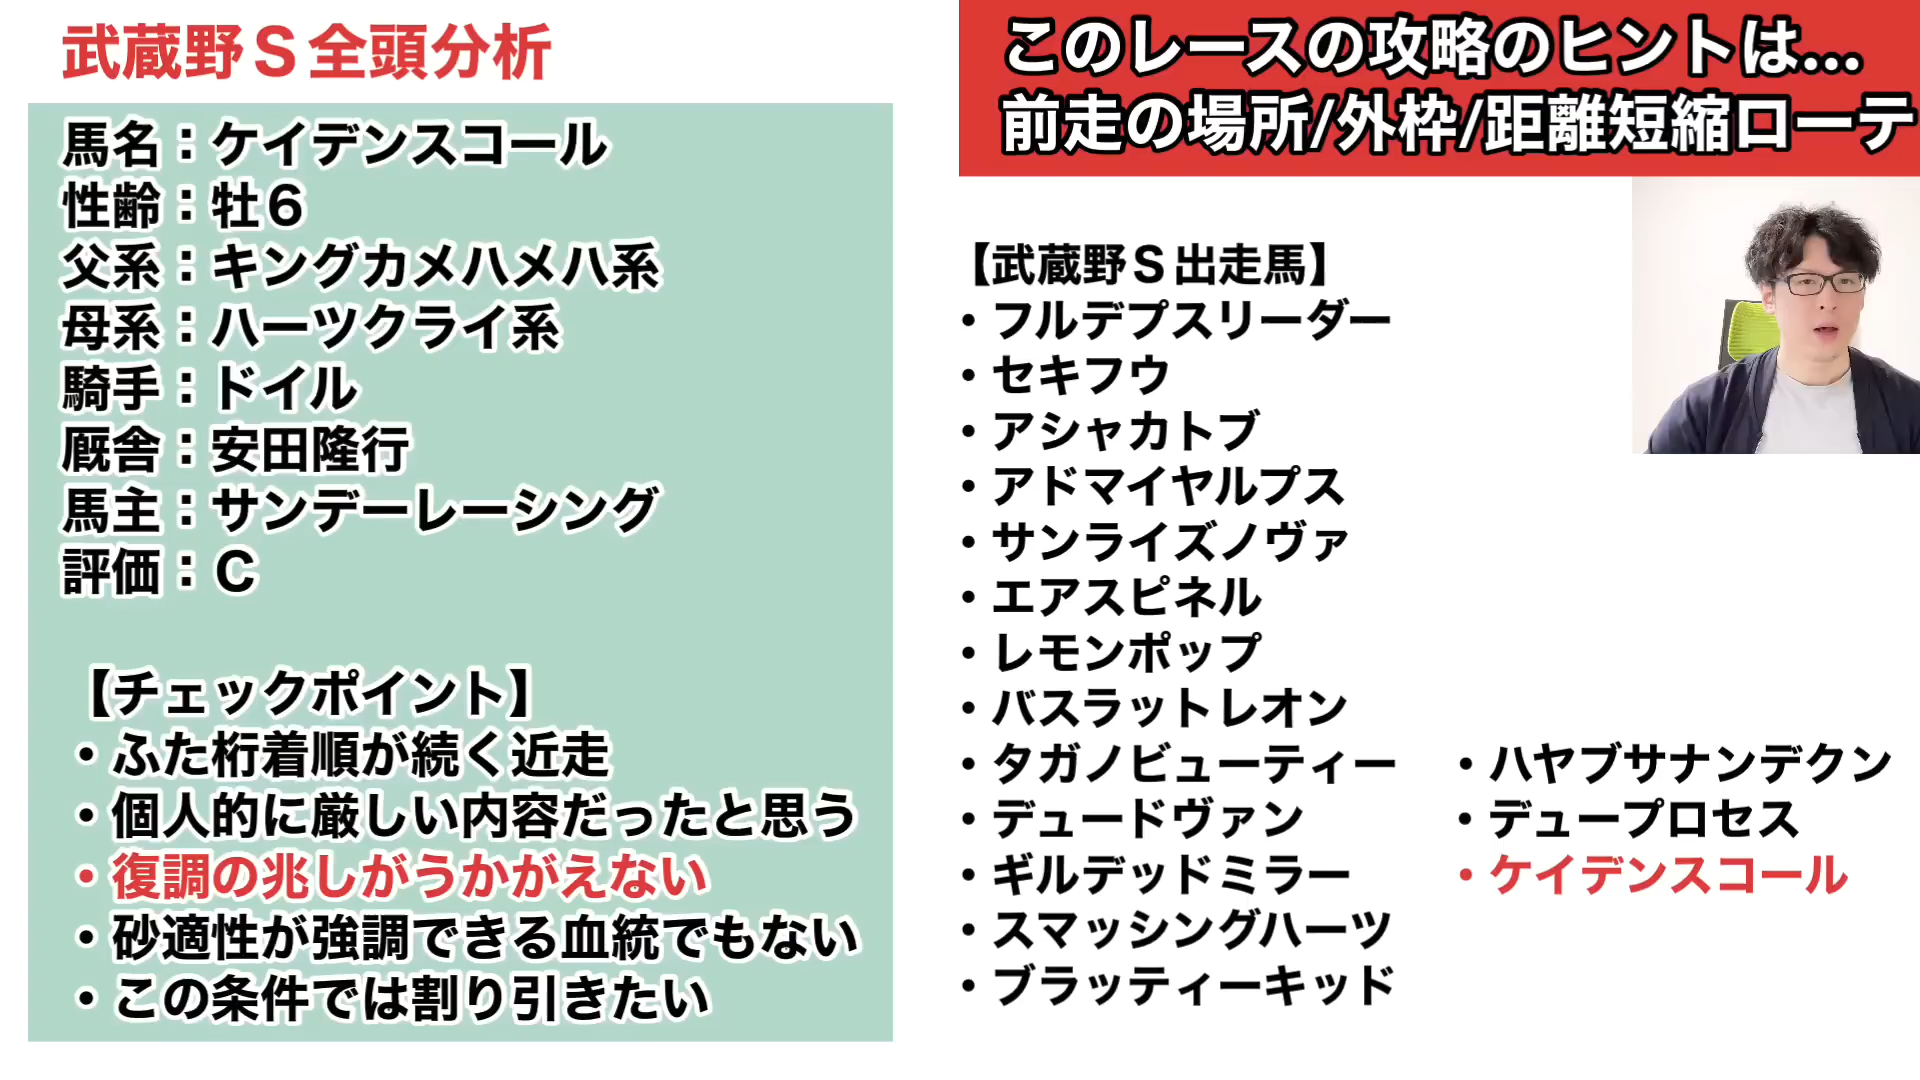 武蔵野S全頭分析
馬名：ケイデンスコール
性齢：牡6
父系：キングカメハメハ系
母系：ハーツクライ系
騎手：ドイル
厩舎：安田隆行
馬主：サンデーレーシング
評価：C
【チェックポイント】
・ふた桁着順が続く近走
・個人的に厳しい内容だったと思う
・復調の兆しがうかがえない
・砂適性が強調できる血統でもない
・この条件では割り引きたい
このレースの攻略のヒントは…
前走の場所/外枠/距離短縮ローテ
【武蔵野S出走馬】
・フルデプスリーダー
・セキフウ
・アシャカトブ
・アドマイヤルプス
・サンライズノヴァ
・エアスピネル
・レモンポップ
・バスラットレオン
・タガノビューティー
・デュードヴァン
・ギルデッドミラー
・スマッシングハーツ
・ブラッティーキッド
・ハヤブサナンデクン
・デュープロセス
・ケイデンスコール